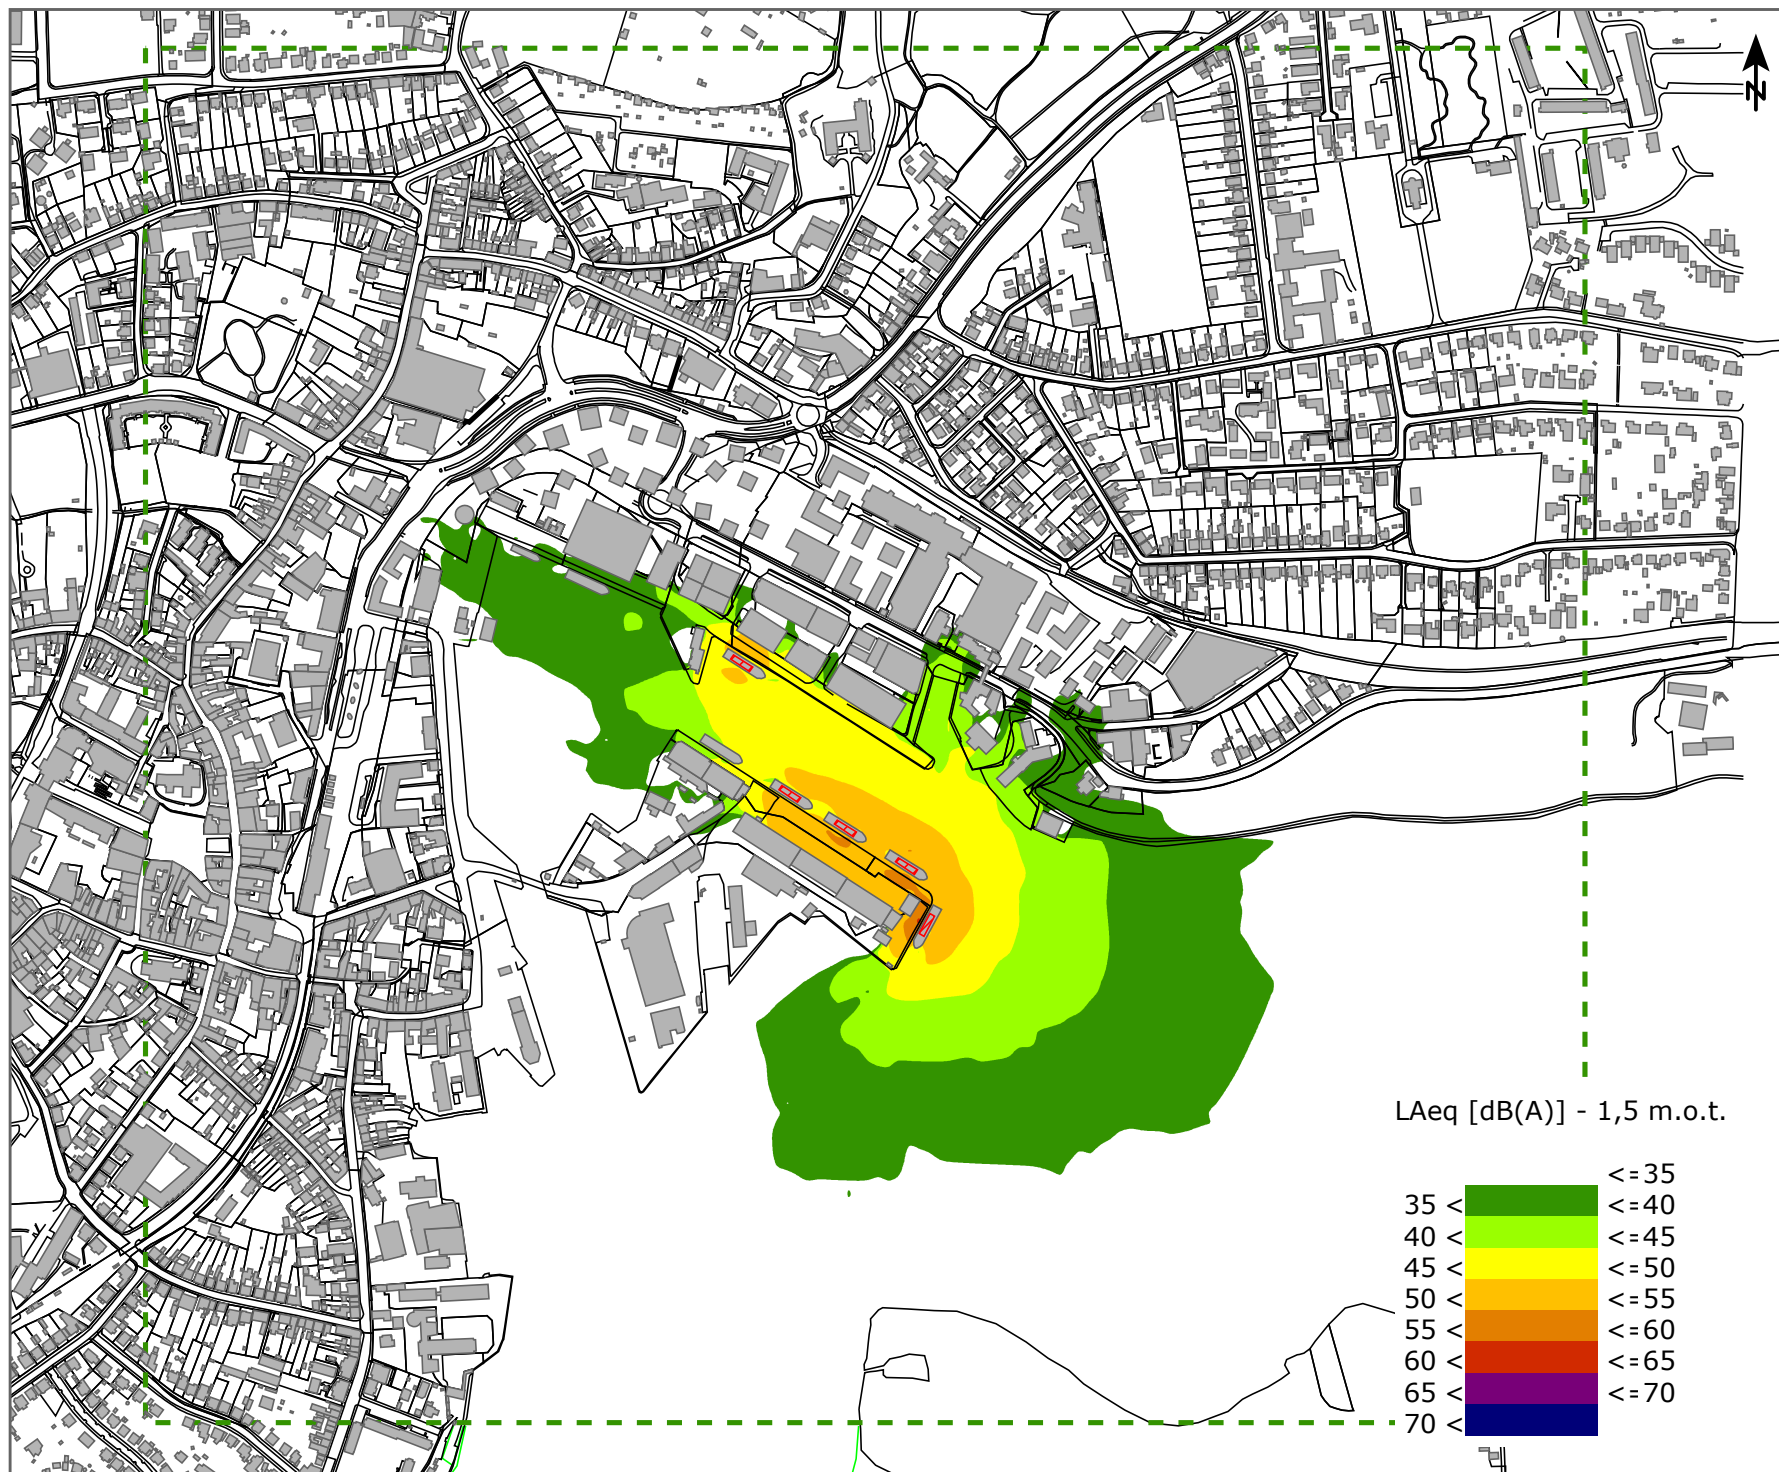 N
LAeq [dB(A)] - 1,5 m.o.t.
<=35
35 < <=40
40 < <=45
45 < <=50
50 < <=55
55 < <=60
60 < <=65
65 < <=70
70 <